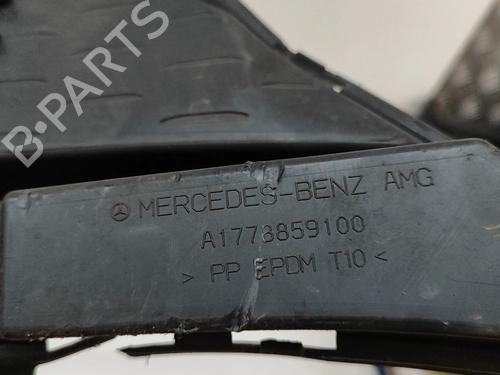 B-PARTS
MERCEDES-BENZ AMG
A1778859100
> PP EPDM T10 <